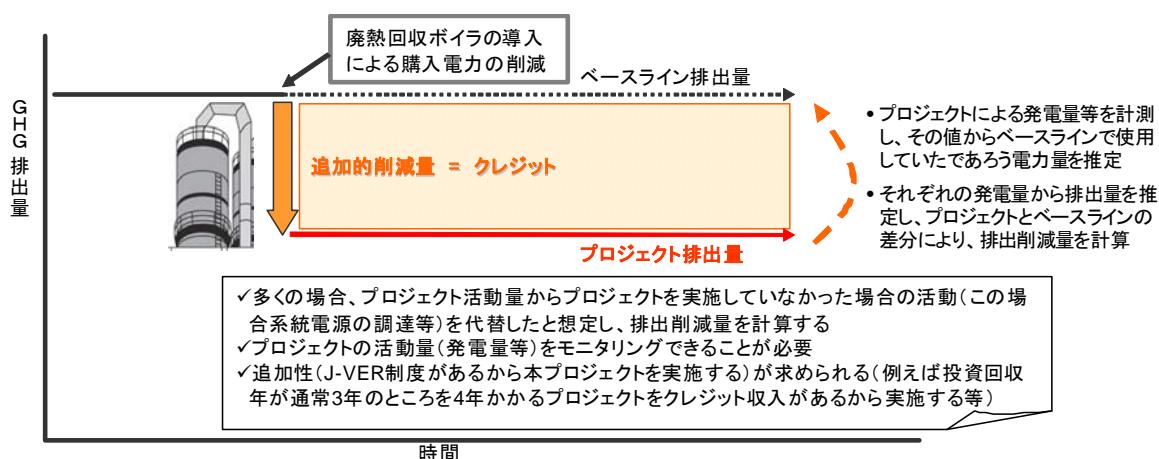 廃熱回収ボイラの導入
による購入電力の削減
ベースライン排出量
GHG排出量
追加的削減量 = クレジット
プロジェクト排出量
•プロジェクトによる発電量等を計測
し、その値からベースラインで使用
していたであろう電力量を推定
•それぞれの発電量から排出量を推
定し、プロジェクトとベースラインの
差分により、排出削減量を計算
✓多くの場合、プロジェクト活動量からプロジェクトを実施していなかった場合の活動(この場
合系統電源の調達等)を代替したと想定し、排出削減量を計算する
✓プロジェクトの活動量(発電量等)をモニタリングできることが必要
✓追加性(J-VER制度があるから本プロジェクトを実施する)が求められる(例えば投資回収
年が通常3年のところを4年かかるプロジェクトをクレジット収入があるから実施する等)
時間